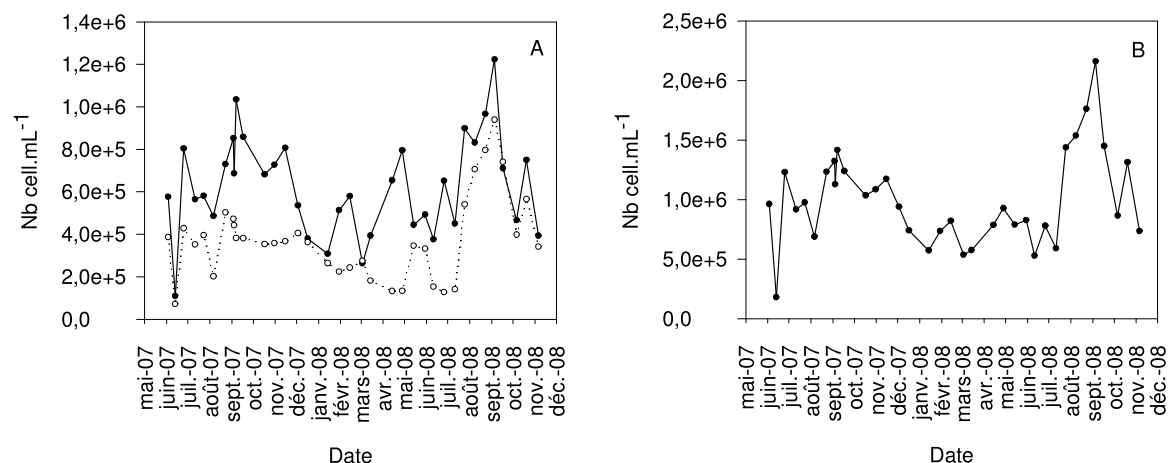 1,4e+6
1,2e+6
1,0e+6
8,0e+5
6,0e+5
4,0e+5
2,0e+5
0,0
Nb cell.mL-1
A
mai-07
juin-07
juil.-07
août-07
sept.-07
oct.-07
nov.-07
déc.-07
janv.-08
févr.-08
mars-08
avr.-08
mai-08
juin-08
juil.-08
août-08
sept.-08
oct.-08
nov.-08
déc.-08
Date
2,5e+6
2,0e+6
1,5e+6
1,0e+6
5,0e+5
0,0
Nb cell.mL-1
B
mai-07
juin-07
juil.-07
août-07
sept.-07
oct.-07
nov.-07
déc.-07
janv.-08
févr.-08
mars-08
avr.-08
mai-08
juin-08
juil.-08
août-08
sept.-08
oct.-08
nov.-08
déc.-08
Date